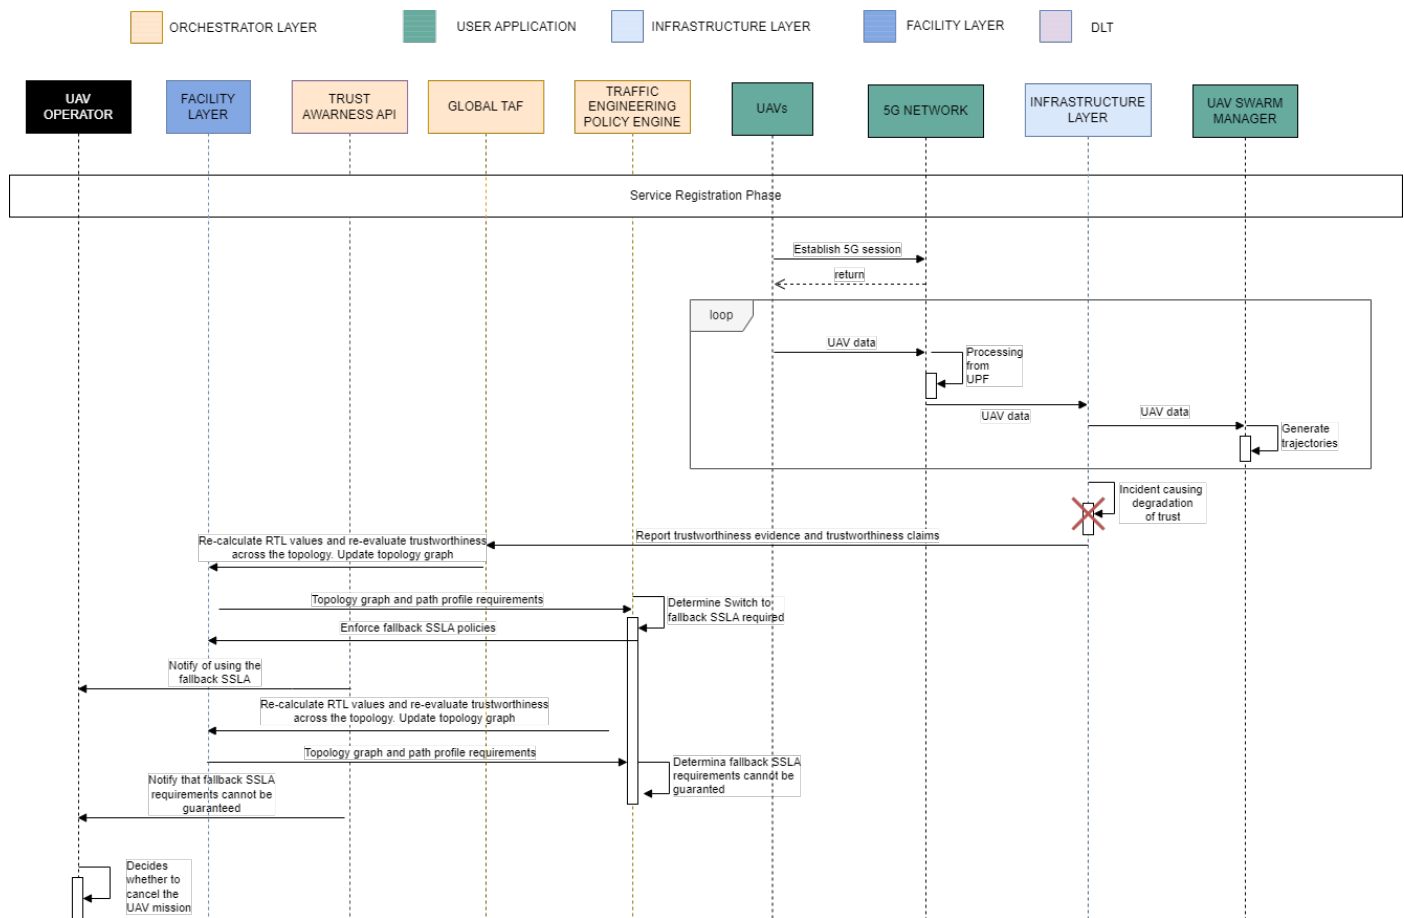 ORCHESTRATOR LAYER
USER APPLICATION
INFRASTRUCTURE LAYER
FACILITY LAYER
DLT
UAV
OPERATOR
FACILITY
LAYER
TRUST
AWARNESS API
GLOBAL TAF
TRAFFIC
ENGINEERING
POLICY ENGINE
UAVs
5G NETWORK
INFRASTRUCTURE
LAYER
UAV SWARM
MANAGER
Service Registration Phase
Establish 5G session
return
loop
UAV data
Processing
from
UPF
UAV data
UAV data
Generate
trajectories
Incident causing
degradation
of trust
Report trustworthiness evidence and trustworthiness claims
Re-calculate RTL values and re-evaluate trustworthiness
across the topology. Update topology graph
Topology graph and path profile requirements
Determine Switch to
fallback SSLA required
Enforce fallback SSLA policies
Notify of using the
fallback SSLA
Re-calculate RTL values and re-evaluate trustworthiness
across the topology. Update topology graph
Topology graph and path profile requirements
Determina fallback SSLA
requirements cannot be
guaranted
Notify that fallback SSLA
requirements cannot be
guaranteed
Decides
whether to
cancel the
UAV mission